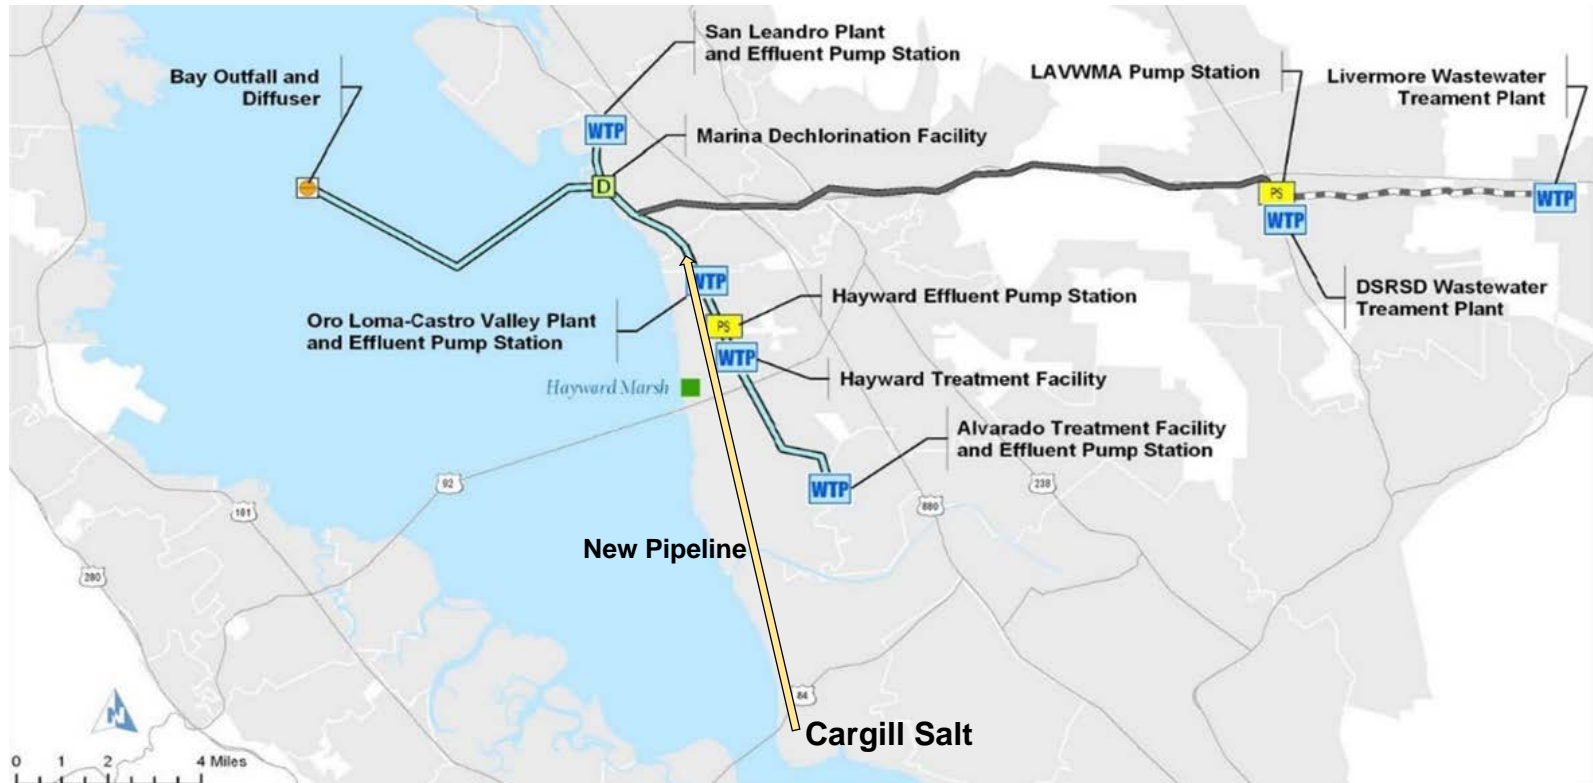 San Leandro Plant
and Effluent Pump Station
Bay Outfall and
Diffuser
LAVWMA Pump Station
Livermore Wastewater
Treament Plant
WTP
Marina Dechlorination Facility
D
PS
WTP
WTP
WTP
Oro Loma-Castro Valley Plant
and Effluent Pump Station
Hayward Effluent Pump Station
DSRSD Wastewater
Treament Plant
PS
WTP
Hayward Marsh
Hayward Treatment Facility
Alvarado Treatment Facility
and Effluent Pump Station
WTP
92
101
880
238
New Pipeline
280
84
N
Cargill Salt
0 1 2 4 Miles